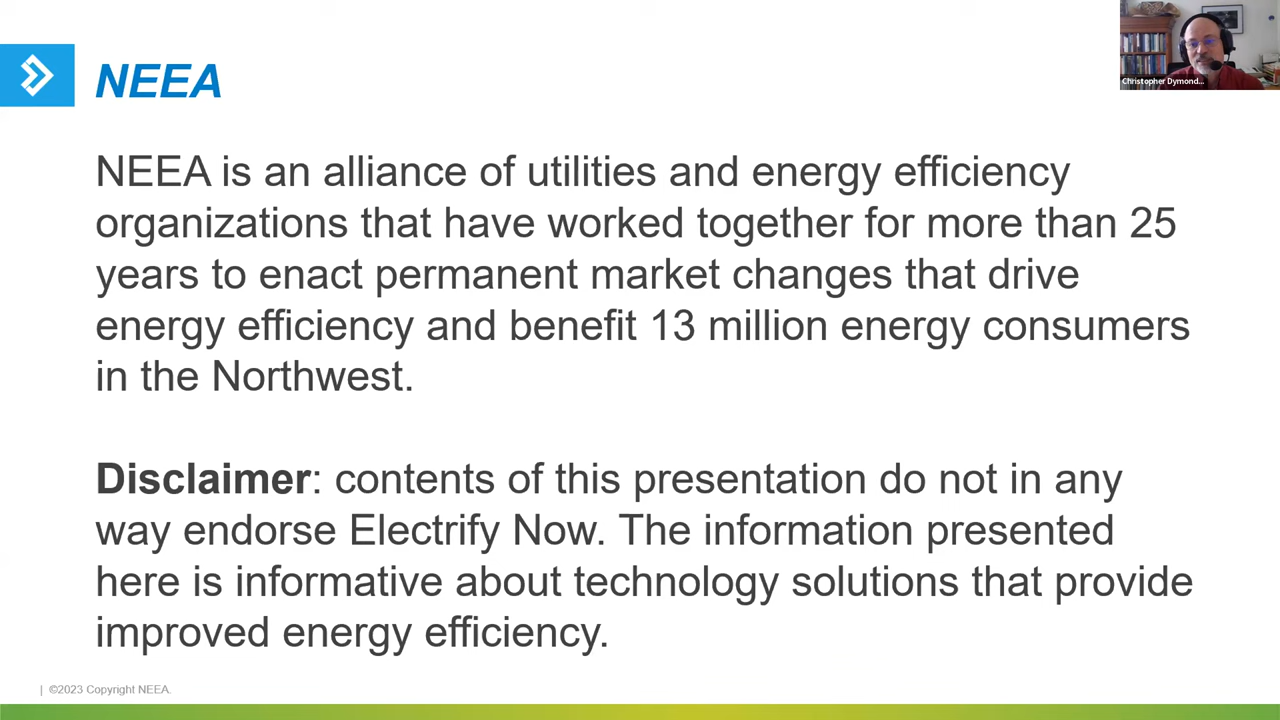 NEEA
Christopher Dymond...
NEEA is an alliance of utilities and energy efficiency
organizations that have worked together for more than 25
years to enact permanent market changes that drive
energy efficiency and benefit 13 million energy consumers
in the Northwest.
Disclaimer: contents of this presentation do not in any
way endorse Electrify Now. The information presented
here is informative about technology solutions that provide
improved energy efficiency.
| ©2023 Copyright NEEA.